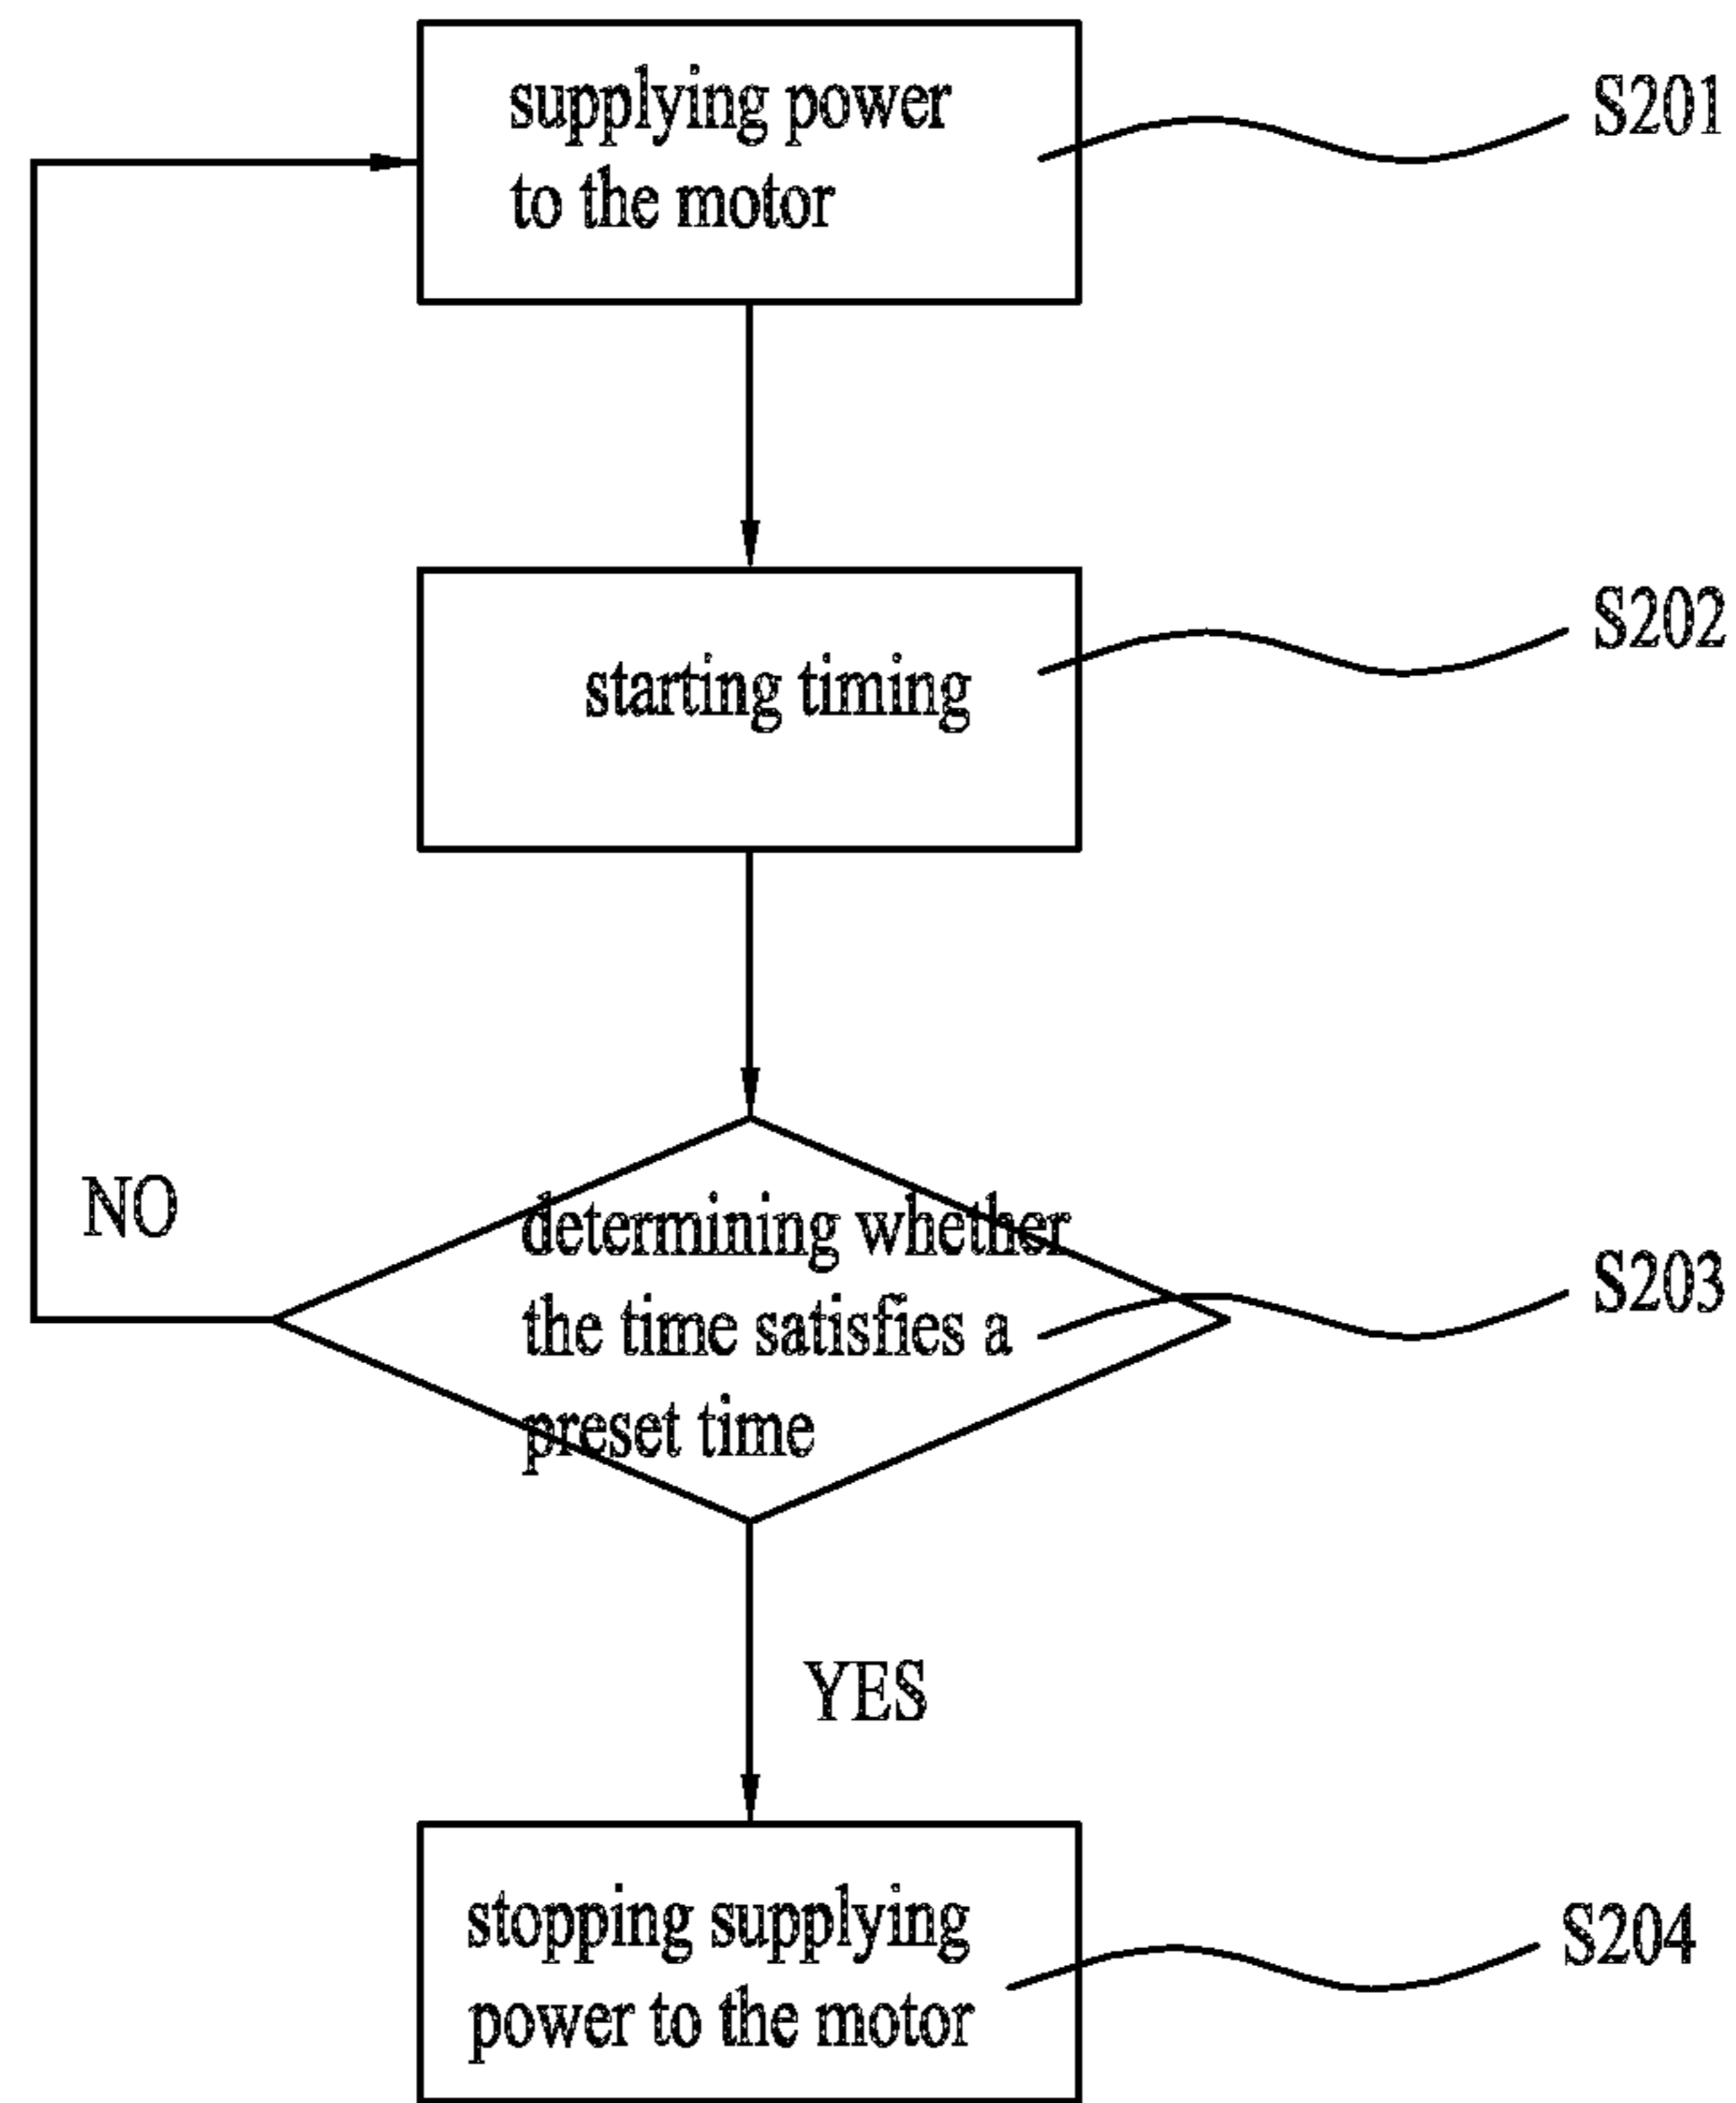 supplying power
to the motor
S201
starting timing
S202
NO
determining whether
the time satisfies a
preset time
S203
YES
stopping supplying
power to the motor
S204